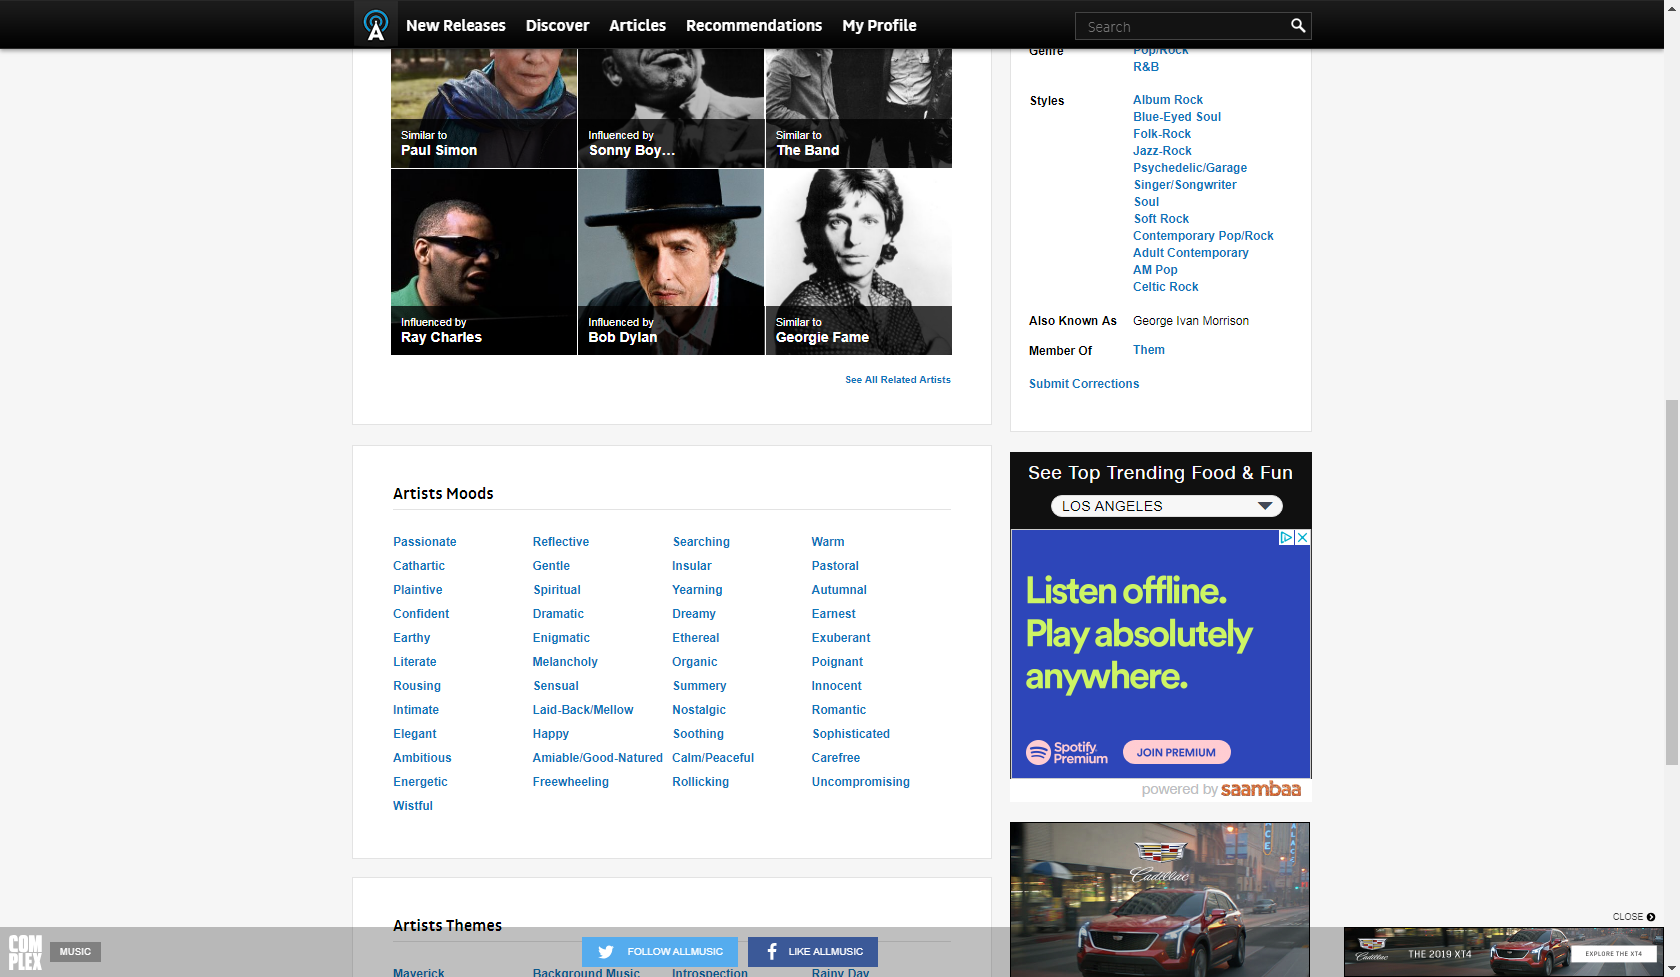 New Releases Discover Articles Recommendations My Profile Search
Similar to
Paul Simon
Influenced by
Sonny Boy...
Similar to
The Band
Influenced by
Ray Charles
Influenced by
Bob Dylan
Similar to
Georgie Fame
See All Related Artists
Genre Pop/Rock
R&B
Styles Album Rock
Blue-Eyed Soul
Folk-Rock
Jazz-Rock
Psychedelic/Garage
Singer/Songwriter
Soul
Soft Rock
Contemporary Pop/Rock
Adult Contemporary
AM Pop
Celtic Rock
Also Known As George Ivan Morrison
Member Of Them
Submit Corrections
Artists Moods
Passionate Reflective Searching Warm
Cathartic Gentle Insular Pastoral
Plaintive Spiritual Yearning Autumnal
Confident Dramatic Dreamy Earnest
Earthy Enigmatic Ethereal Exuberant
Literate Melancholy Organic Poignant
Rousing Sensual Summery Innocent
Intimate Laid-Back/Mellow Nostalgic Romantic
Elegant Happy Soothing Sophisticated
Ambitious Amiable/Good-Natured Calm/Peaceful Carefree
Energetic Freewheeling Rollicking Uncompromising
Wistful
See Top Trending Food & Fun
LOS ANGELES
Listen offline.
Play absolutely
anywhere.
Spotify
Premium
JOIN PREMIUM
powered by saambaa
Cadillac
Artists Themes
Maverick Background Music Introspection Rainy Day
COM
PLEX
MUSIC
FOLLOW ALLMUSIC
LIKE ALLMUSIC
CLOSE
Cadillac
THE 2019 XT4
EXPLORE THE XT4